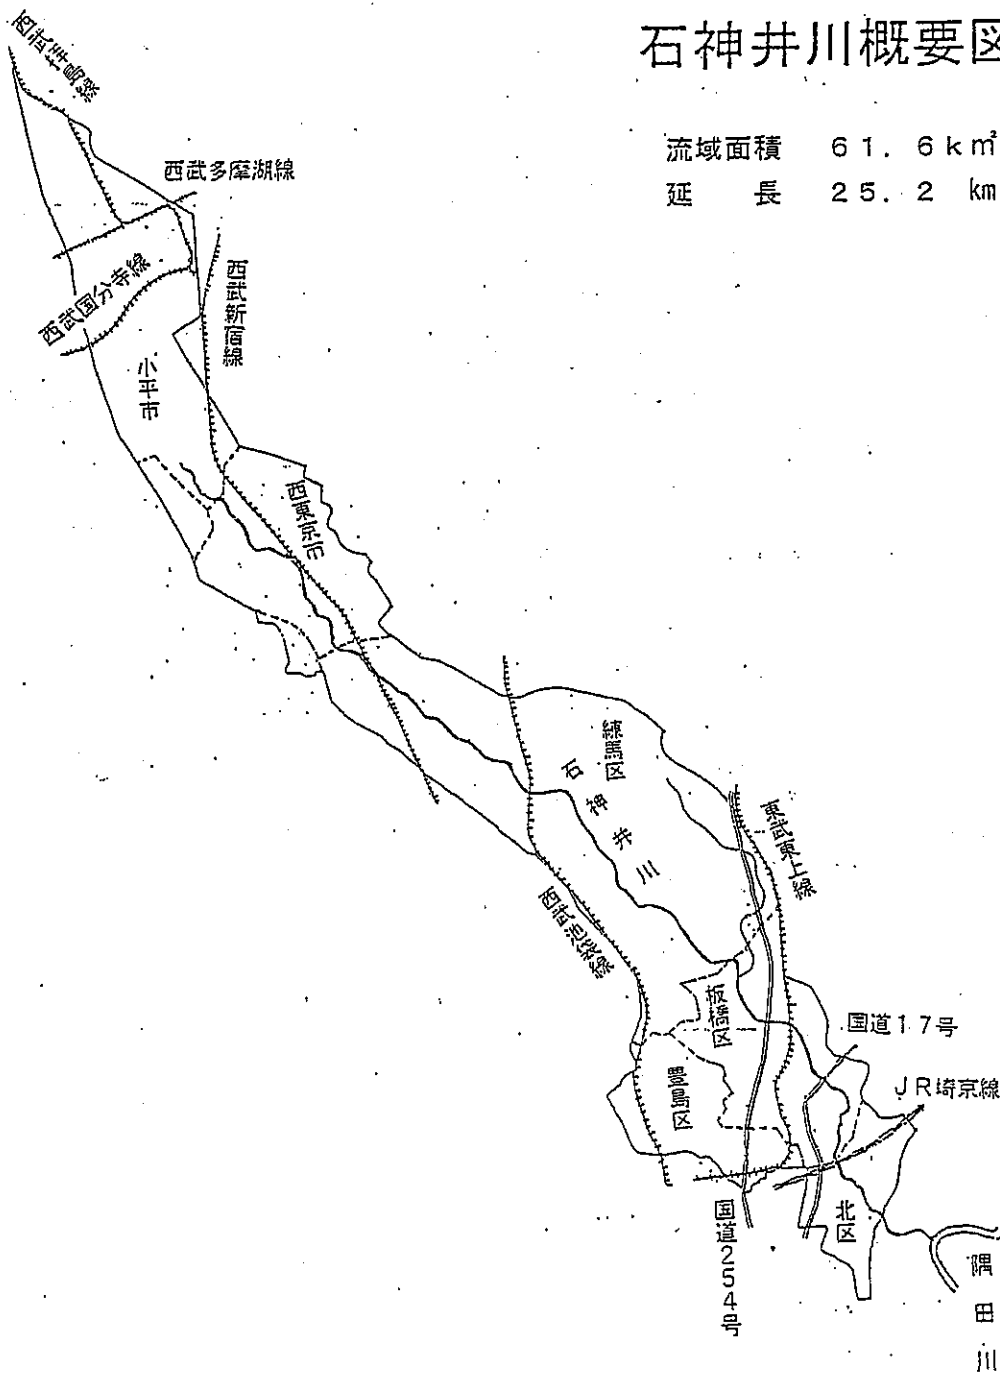 石神井川概要図
流域面積 61.6km²
延長 25.2km
西武拝島線
西武多摩湖線
西武国分寺線
西武新宿線
小平市
西東京市
練馬区
石神井川
東武東上線
西武池袋線
板橋区
国道17号
豊島区
JR埼京線
北区
国道254号
隅田川